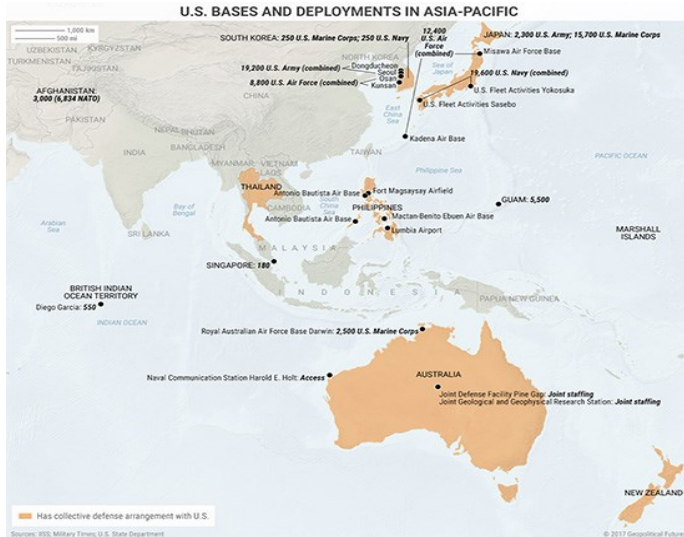 U.S. BASES AND DEPLOYMENTS IN ASIA-PACIFIC
1,000 km
500 mi
UZBEKISTAN
KYRGYZSTAN
TURKMENISTAN
TAJIKISTAN
AFGHANISTAN:
3,000 (6,834 NATO)
PAKISTAN
NEPAL
BHUTAN
BANGLADESH
INDIA
MYANMAR
VIETNAM
LAOS
CHINA
SRI LANKA
Arabian
Sea
Bay of
Bengal
SOUTH KOREA: 250 U.S. Marine Corps; 250 U.S. Navy
12,400
U.S. Air
Force
(combined)
JAPAN: 2,300 U.S. Army; 15,700 U.S. Marine Corps
Misawa Air Force Base
NORTH KOREA
Sea of
Japan
19,200 U.S. Army (combined)
Dongducheon
Seoul
Osan
Kunsan
8,800 U.S. Air Force (combined)
19,600 U.S. Navy (combined)
U.S. Fleet Activities Yokosuka
U.S. Fleet Activities Sasebo
East
China
Sea
Kadena Air Base
TAIWAN
PACIFIC OCEAN
Philippine Sea
THAILAND
CAMBODIA
South
China
Sea
Antonio Bautista Air Base
Fort Magsaysay Airfield
PHILIPPINES
Antonio Bautista Air Base
Mactan-Benito Ebuen Air Base
Lumbia Airport
GUAM: 5,500
MARSHALL
ISLANDS
MALAYSIA
SINGAPORE: 180
INDONESIA
PAPUA NEW GUINEA
BRITISH INDIAN
OCEAN TERRITORY
Diego Garcia: 550
INDIAN OCEAN
Royal Australian Air Force Base Darwin: 2,500 U.S. Marine Corps
Naval Communication Station Harold E. Holt: Access
AUSTRALIA
Joint Defense Facility Pine Gap: Joint staffing
Joint Geological and Geophysical Research Station: Joint staffing
NEW ZEALAND
Has collective defense arrangement with U.S.
Sources: IISS; Military Times; U.S. State Department
© 2017 Geopolitical Future